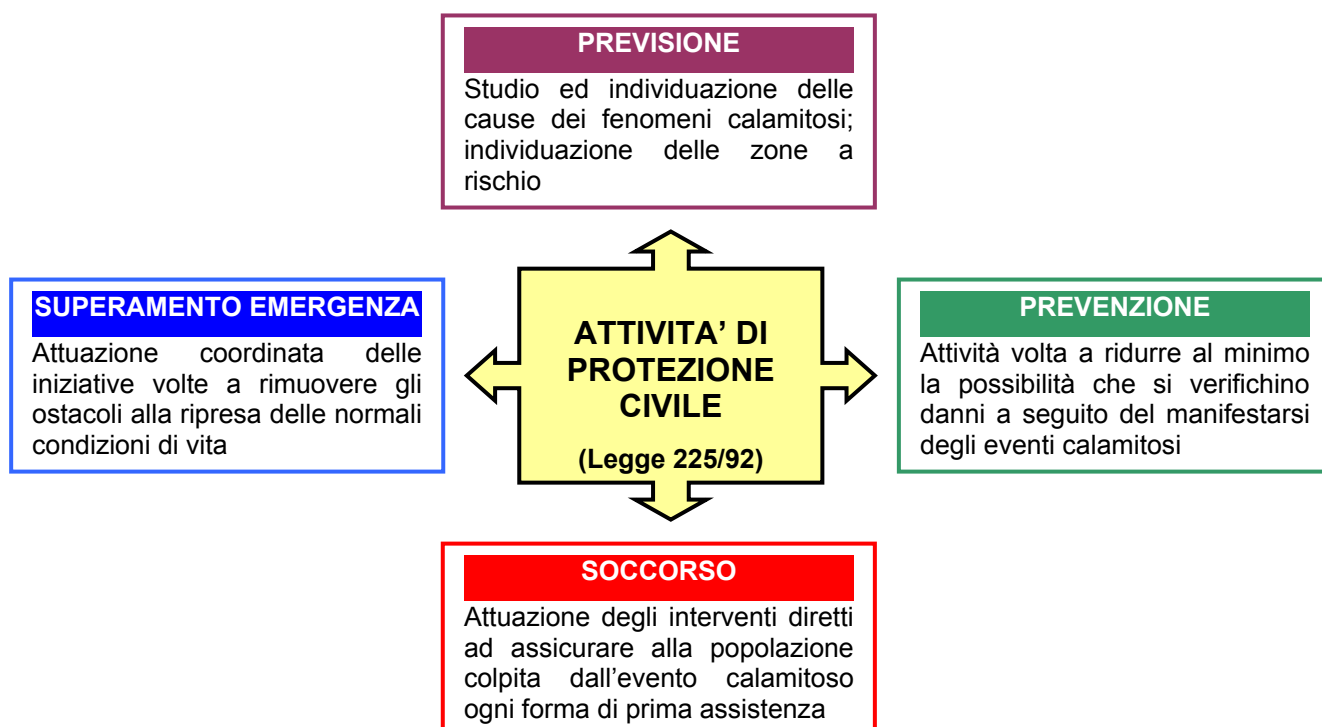 PREVISIONE
Studio ed individuazione delle
cause dei fenomeni calamitosi;
individuazione delle zone a
rischio
SUPERAMENTO EMERGENZA
Attuazione coordinata delle
iniziative volte a rimuovere gli
ostacoli alla ripresa delle normali
condizioni di vita
ATTIVITA’ DI
PROTEZIONE
CIVILE
(Legge 225/92)
PREVENZIONE
Attività volta a ridurre al minimo
la possibilità che si verifichino
danni a seguito del manifestarsi
degli eventi calamitosi
SOCCORSO
Attuazione degli interventi diretti
ad assicurare alla popolazione
colpita dall’evento calamitoso
ogni forma di prima assistenza